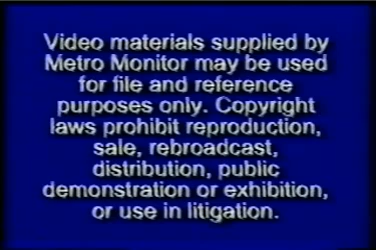 Video materials supplied by
Metro Monitor may be used
for file and reference
purposes only. Copyright
laws prohibit reproduction,
sale, rebroadcast,
distribution, public
demonstration or exhibition,
or use in litigation.